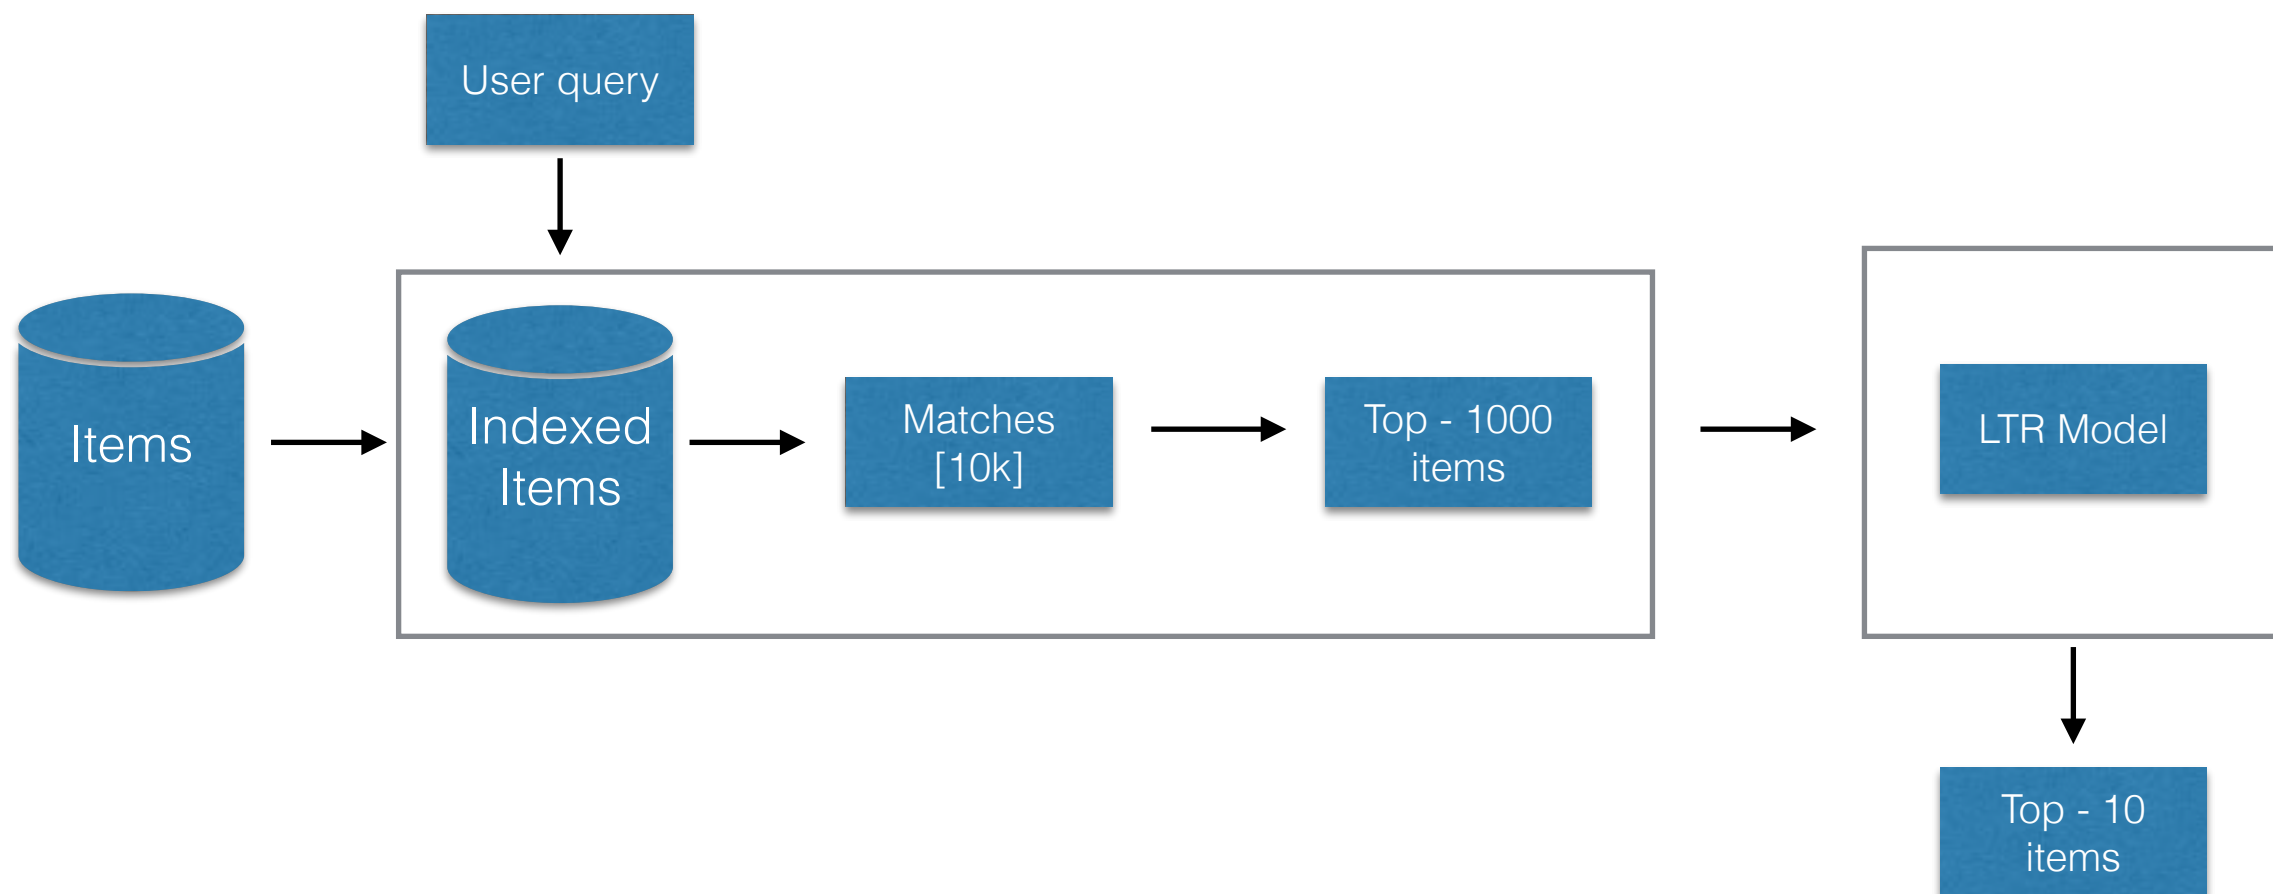 User query
Items
Indexed
Items
Matches
[10k]
Top - 1000
items
LTR Model
Top - 10
items